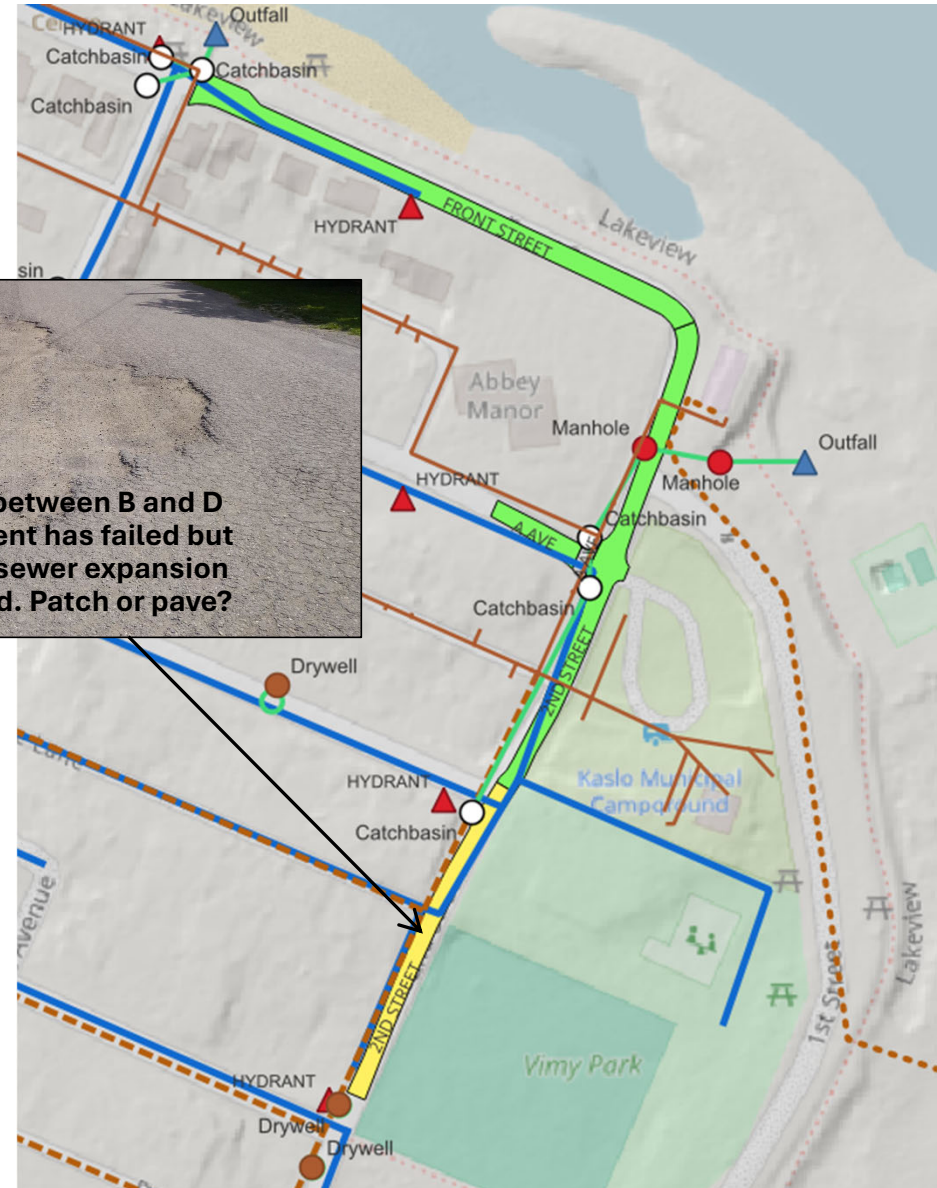 Lakeview
Outfall
HYDRANT
Catchbasin
Catchbasin
Catchbasin
HYDRANT
FRONT STREET
Lakeview
sin
Abbey
Manor
Manhole
Outfall
Manhole
HYDRANT
Catchbasin
A AVE
between B and D
ent has failed but
sewer expansion
d. Patch or pave?
Catchbasin
2ND STREET
Drywell
Lane
HYDRANT
Kaslo Municipal
Campground
Catchbasin
Avenue
Lakeview
2ND STREET
1st Street
Vimy Park
HYDRANT
Drywell
Drywell